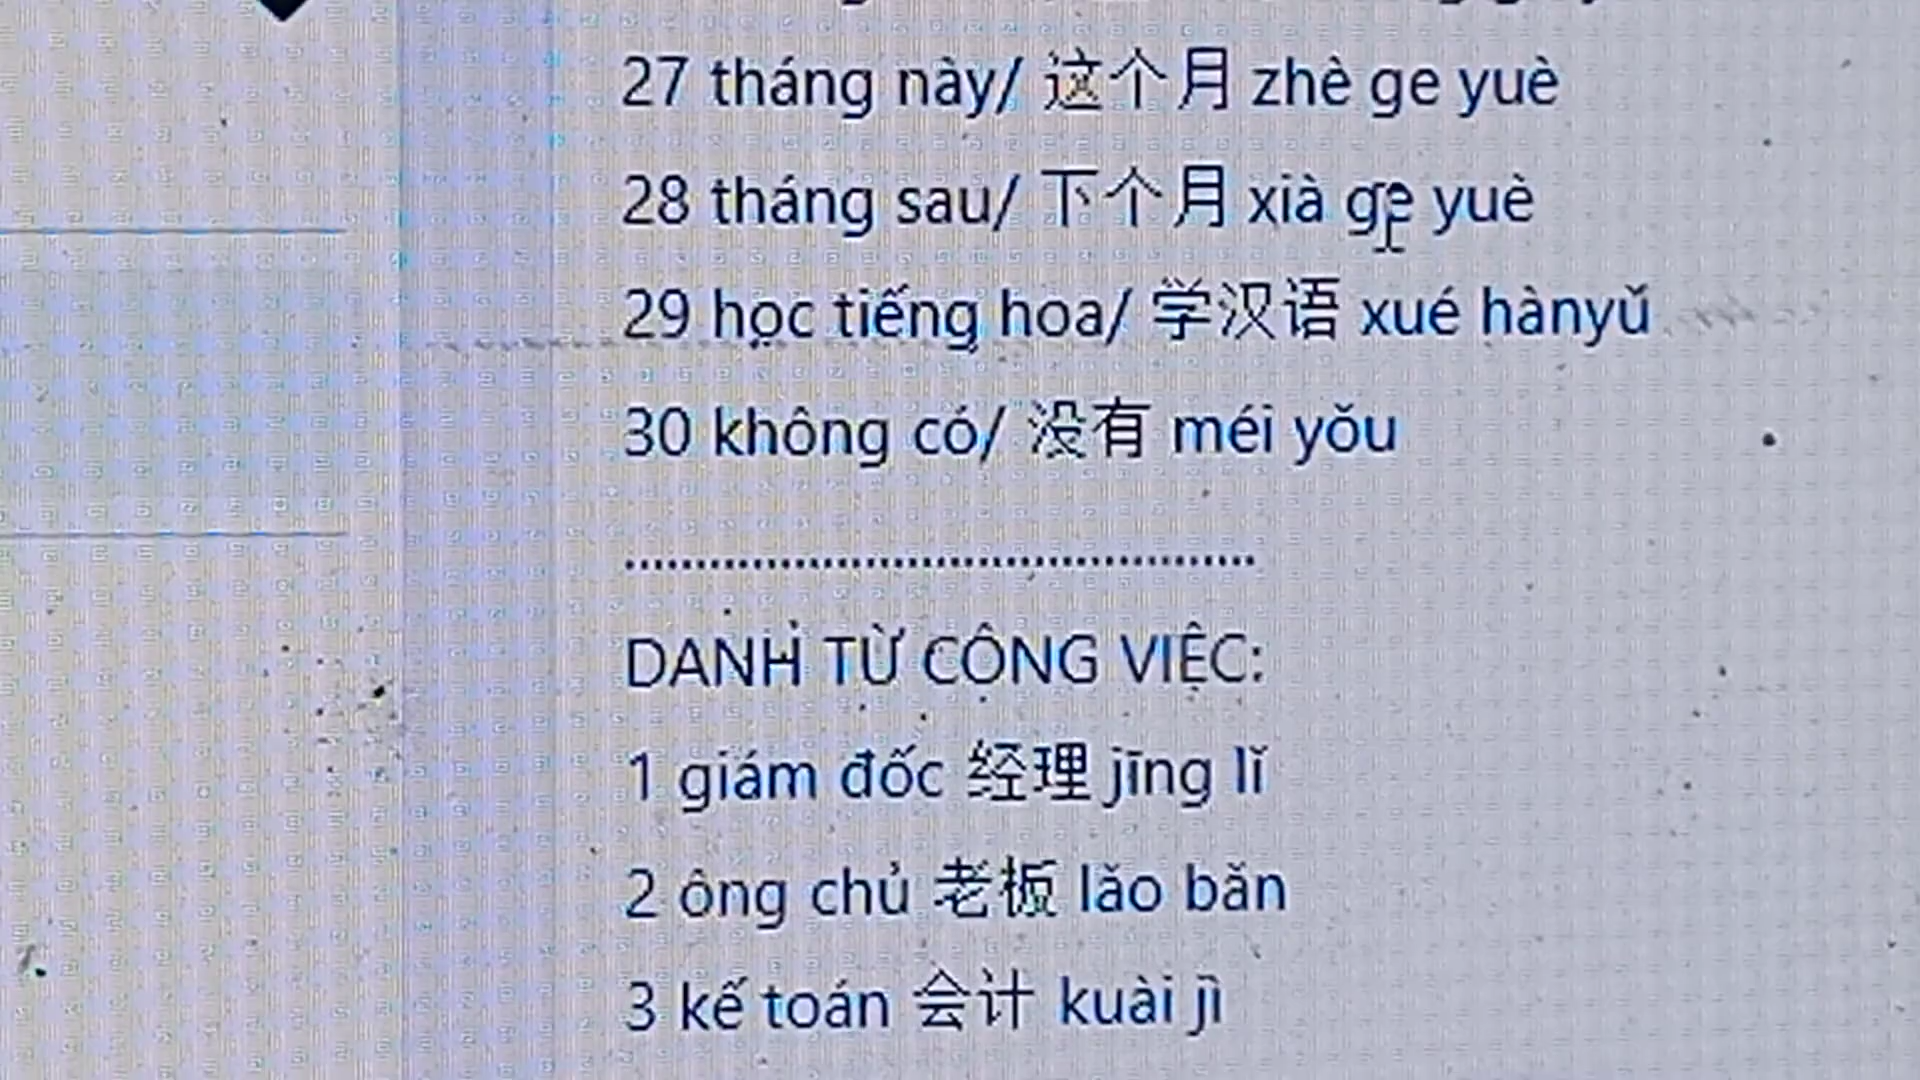 27 tháng này/ 这个月 zhè ge yuè
28 tháng sau/ 下个月 xià ge yuè
29 học tiếng hoa/ 学汉语 xué hànyǔ
30 không có/ 没有 méi yǒu
DANH TỪ CÔNG VIỆC:
1 giám đốc 经理 jīng lǐ
2 ông chủ 老板 lǎo bǎn
3 kế toán 会计 kuài jì